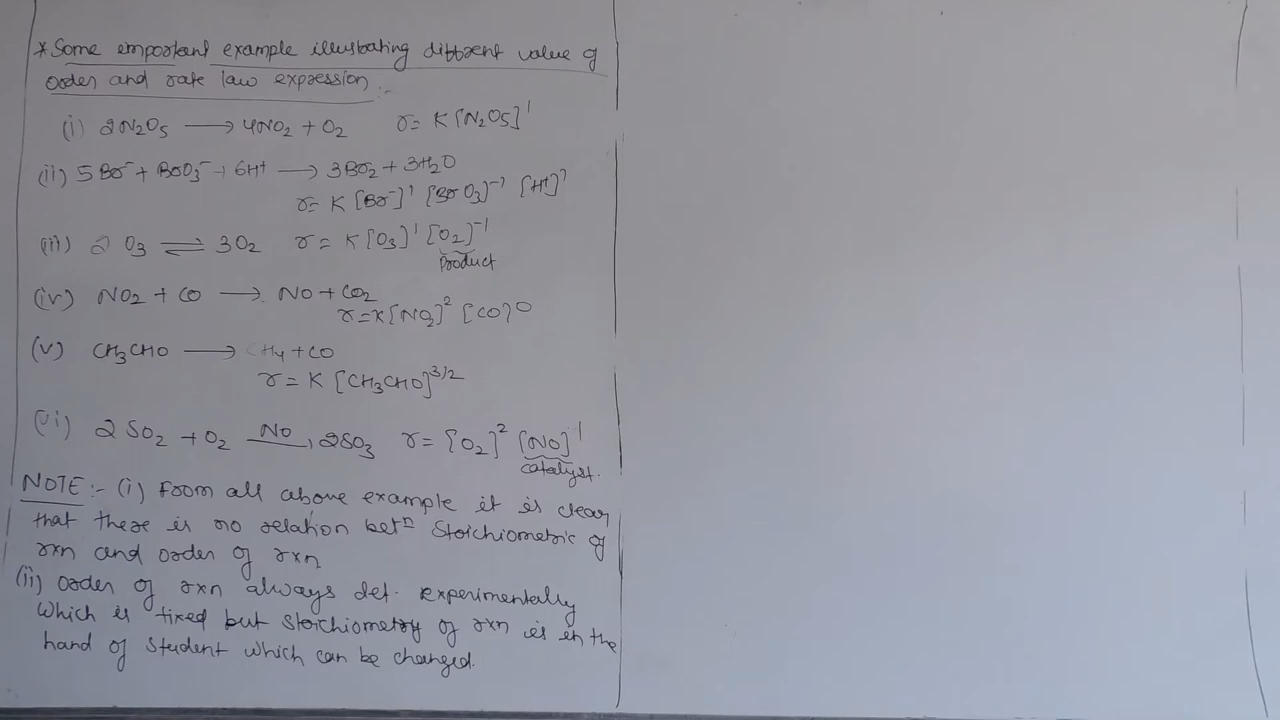 *Some emportant example illustrating different value of
order and rate law expression :-
(i) 2N2O5 ⟶ 4NO2 + O2 r = K [N2O5]¹
(ii) 5Br⁻ + BrO3⁻ + 6H⁺ ⟶ 3Br2 + 3H2O
r = K [Br⁻]¹ [BrO3]⁻¹ [H⁺]²
(iii) 2 O3 ⇌ 3O2 r = K [O3]¹ [O2]⁻¹
Product
(iv) NO2 + CO ⟶ NO + CO2
r = K [NO2]² [CO]⁰
(v) CH3CHO ⟶ CH4 + CO
r = K [CH3CHO]³/²
(vi) 2 SO2 + O2 NO ⟶ 2SO3 r = [O2]² [NO]¹
catalyst.
NOTE :- (i) From all above example it is clear
that there is no relation betⁿ Stoichiometric of
rxn and order of rxn
(ii) order of rxn always det. experimentally
which is fixed but stoichiometry of rxn is in the
hand of student which can be changed.